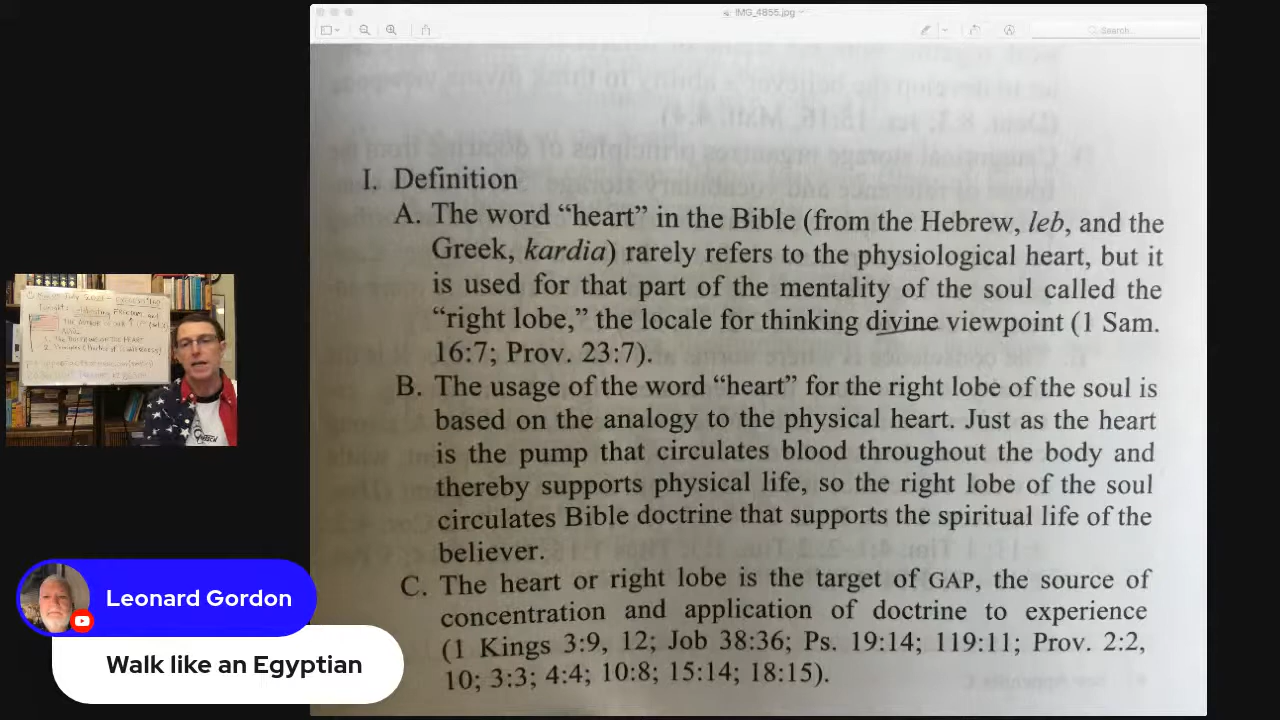 IMG_4855.jpg
Search
I. Definition
A. The word “heart” in the Bible (from the Hebrew, leb, and the
Greek, kardia) rarely refers to the physiological heart, but it
is used for that part of the mentality of the soul called the
“right lobe,” the locale for thinking divine viewpoint (1 Sam.
16:7; Prov. 23:7).
B. The usage of the word “heart” for the right lobe of the soul is
based on the analogy to the physical heart. Just as the heart
is the pump that circulates blood throughout the body and
thereby supports physical life, so the right lobe of the soul
circulates Bible doctrine that supports the spiritual life of the
believer.
C. The heart or right lobe is the target of GAP, the source of
concentration and application of doctrine to experience
(1 Kings 3:9, 12; Job 38:36; Ps. 19:14; 119:11; Prov. 2:2,
10; 3:3; 4:4; 10:8; 15:14; 18:15).
Leonard Gordon
Walk like an Egyptian